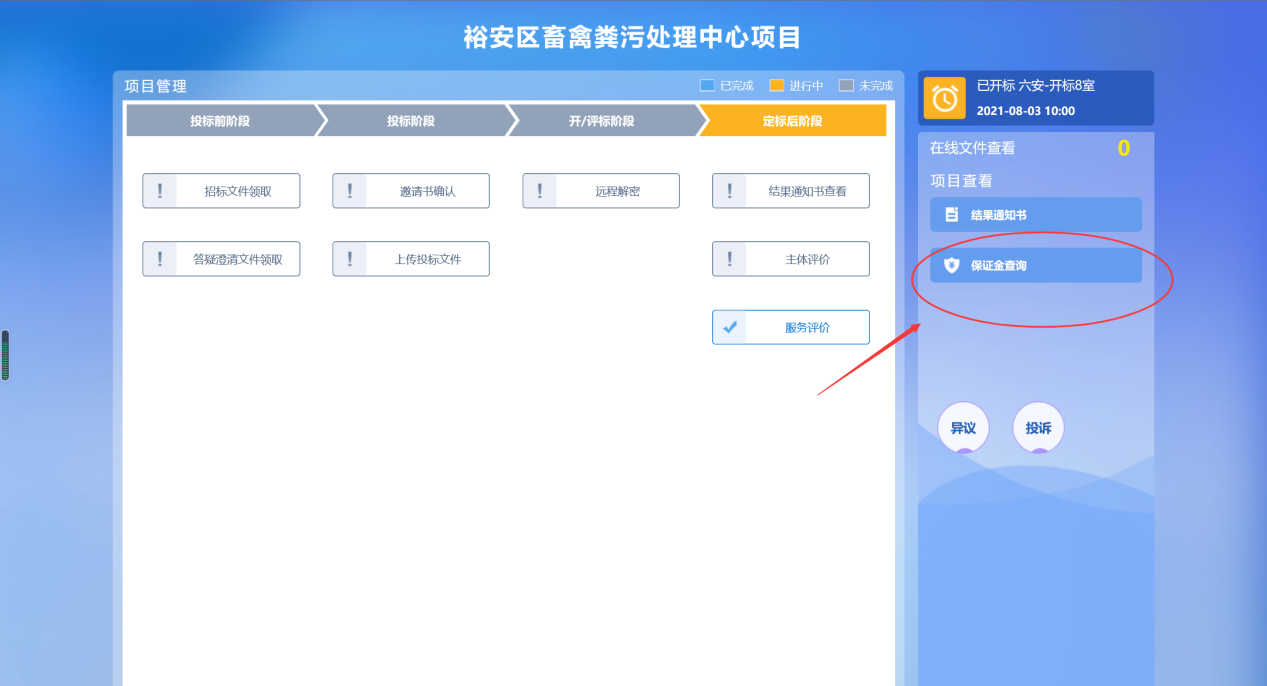 裕安区畜禽粪污处理中心项目
项目管理
已完成 进行中 未完成
投标前阶段 投标阶段 开/评标阶段 定标后阶段
! 招标文件领取 ! 邀请书确认 ! 远程解密 ! 结果通知书查看
! 答疑澄清文件领取 ! 上传投标文件 ! 主体评价
服务评价
已开标 六安-开标8室
2021-08-03 10:00
在线文件查看 0
项目查看
结果通知书
保证金查询
异议 投诉